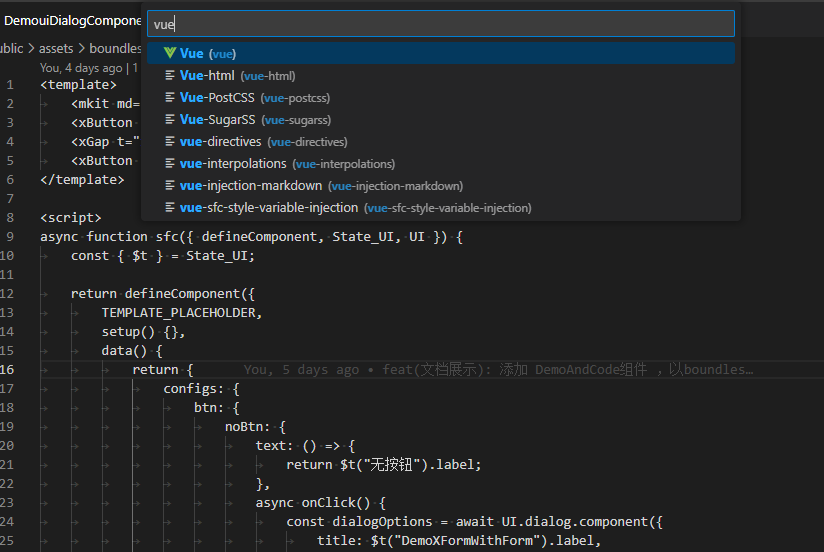 DemouiDialogCompone
vue
ublic > assets > boundles
Vue (vue)
Vue-html (vue-html)
Vue-PostCSS (vue-postcss)
Vue-SugarSS (vue-sugarss)
vue-directives (vue-directives)
vue-interpolations (vue-interpolations)
vue-injection-markdown (vue-injection-markdown)
vue-sfc-style-variable-injection (vue-sfc-style-variable-injection)
You, 4 days ago | 1
1 <template>
2 <mkit md=
3 <xButton
4 <xGap t="
5 <xButton
6 </template>
7
8 <script>
9 async function sfc({ defineComponent, State_UI, UI }) {
10 const { $t } = State_UI;
11
12 return defineComponent({
13 TEMPLATE_PLACEHOLDER,
14 setup() {},
15 data() {
16 return { You, 5 days ago • feat(文档展示): 添加 DemoAndCode组件 ，以boundles…
17 configs: {
18 btn: {
19 noBtn: {
20 text: () => {
21 return $t("无按钮").label;
22 },
23 async onClick() {
24 const dialogOptions = await UI.dialog.component({
25 title: $t("DemoXFormWithForm").label,